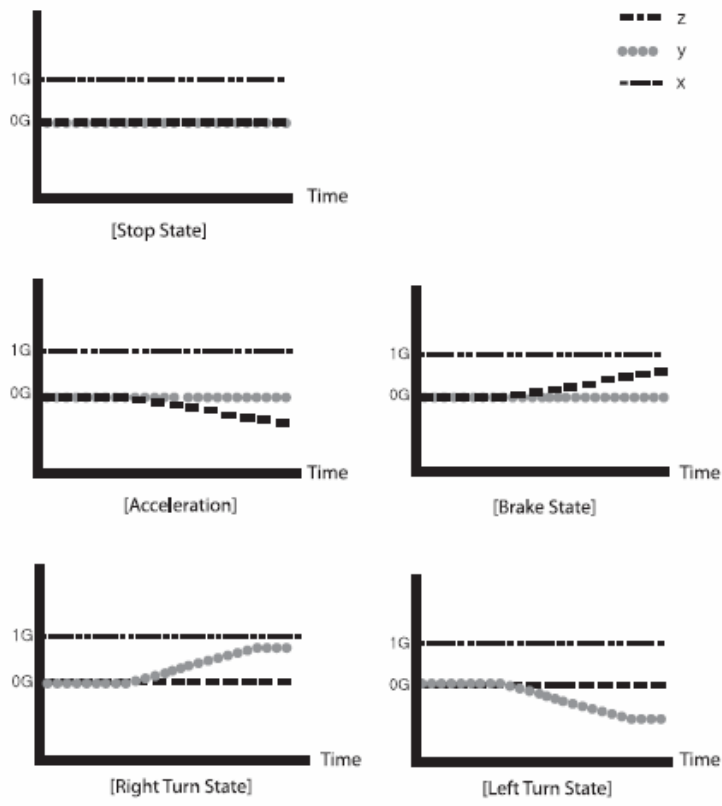 z
y
x
1G
0G
Time
[Stop State]
1G
0G
Time
[Acceleration]
1G
0G
Time
[Brake State]
1G
0G
Time
[Right Turn State]
1G
0G
Time
[Left Turn State]